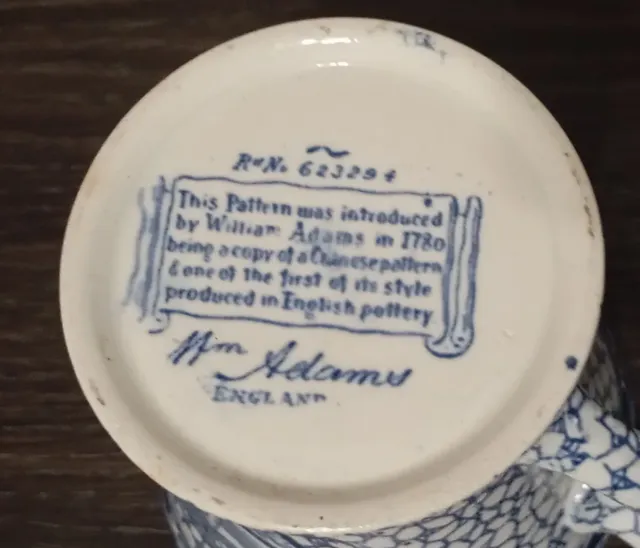 Rd No 623294
This Pattern was introduced
by William Adams in 1780
being a copy of a Chinese pattern
& one of the first of its style
produced in English pottery
Wm Adams
ENGLAND